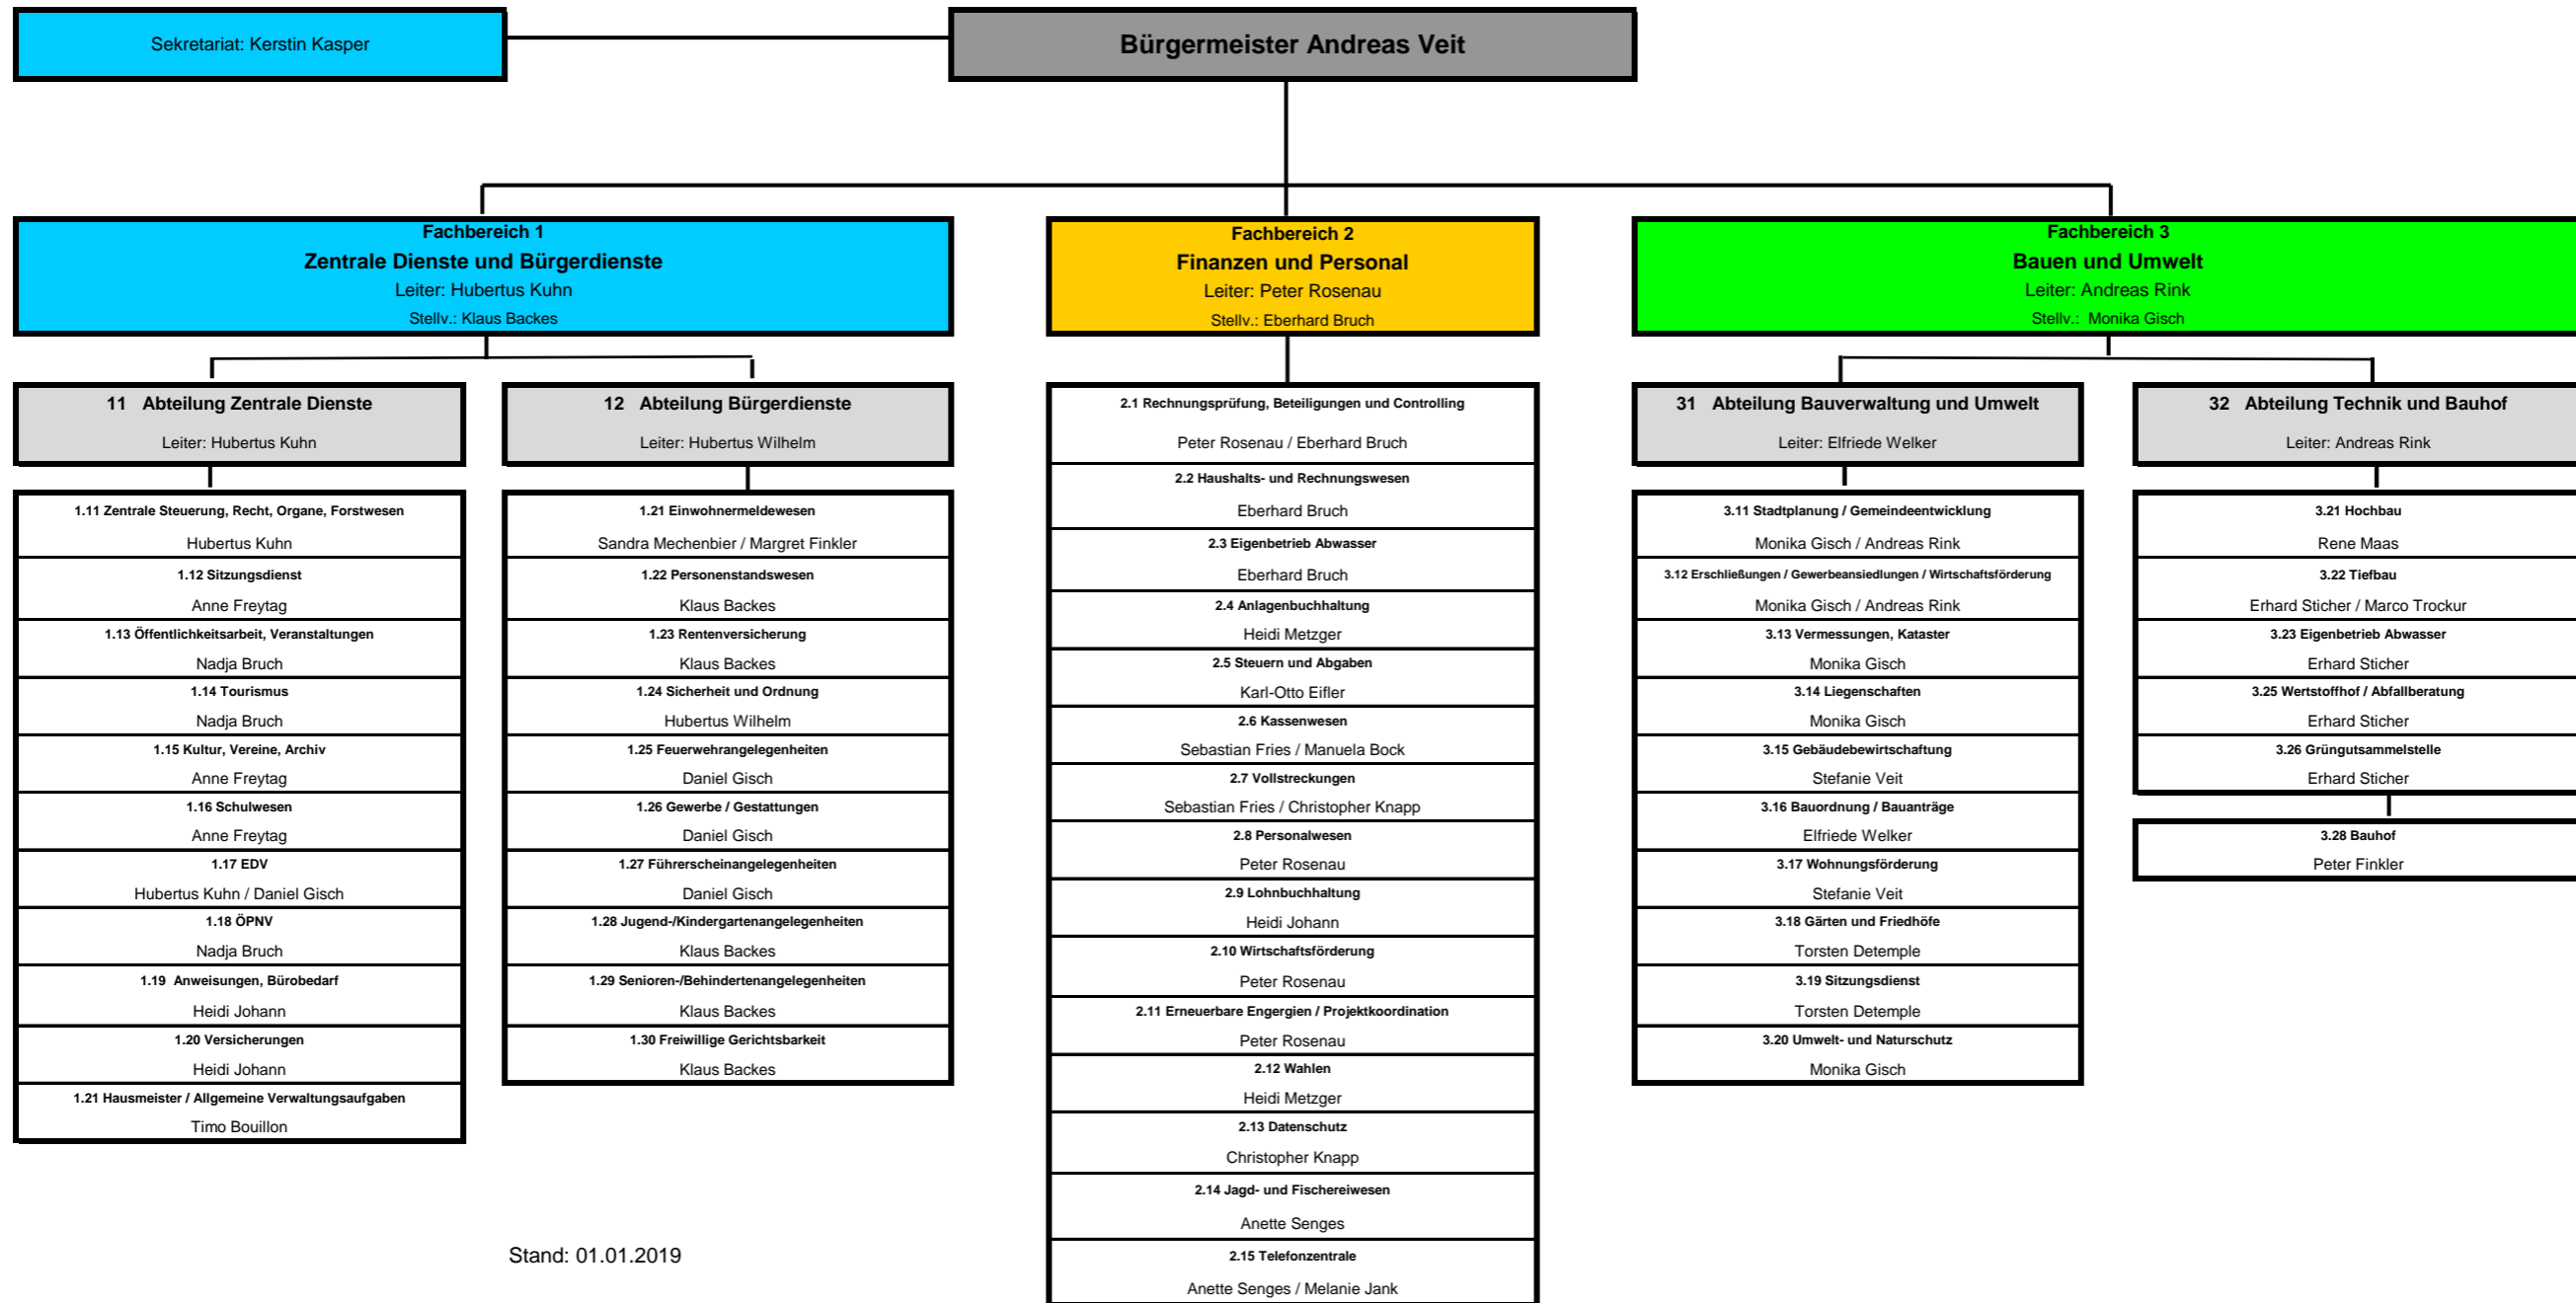 Sekretariat: Kerstin Kasper
Bürgermeister Andreas Veit
Fachbereich 1
Zentrale Dienste und Bürgerdienste
Leiter: Hubertus Kuhn
Stellv.: Klaus Backes
Fachbereich 2
Finanzen und Personal
Leiter: Peter Rosenau
Stellv.: Eberhard Bruch
Fachbereich 3
Bauen und Umwelt
Leiter: Andreas Rink
Stellv.: Monika Gisch
11 Abteilung Zentrale Dienste
Leiter: Hubertus Kuhn
1.11 Zentrale Steuerung, Recht, Organe, Forstwesen
Hubertus Kuhn
1.12 Sitzungsdienst
Anne Freytag
1.13 Öffentlichkeitsarbeit, Veranstaltungen
Nadja Bruch
1.14 Tourismus
Nadja Bruch
1.15 Kultur, Vereine, Archiv
Anne Freytag
1.16 Schulwesen
Anne Freytag
1.17 EDV
Hubertus Kuhn / Daniel Gisch
1.18 ÖPNV
Nadja Bruch
1.19 Anweisungen, Bürobedarf
Heidi Johann
1.20 Versicherungen
Heidi Johann
1.21 Hausmeister / Allgemeine Verwaltungsaufgaben
Timo Bouillon
12 Abteilung Bürgerdienste
Leiter: Hubertus Wilhelm
1.21 Einwohnermeldewesen
Sandra Mechenbier / Margret Finkler
1.22 Personenstandswesen
Klaus Backes
1.23 Rentenversicherung
Klaus Backes
1.24 Sicherheit und Ordnung
Hubertus Wilhelm
1.25 Feuerwehrangelegenheiten
Daniel Gisch
1.26 Gewerbe / Gestattungen
Daniel Gisch
1.27 Führerscheinangelegenheiten
Daniel Gisch
1.28 Jugend-/Kindergartenangelegenheiten
Klaus Backes
1.29 Senioren-/Behindertenangelegenheiten
Klaus Backes
1.30 Freiwillige Gerichtsbarkeit
Klaus Backes
2.1 Rechnungsprüfung, Beteiligungen und Controlling
Peter Rosenau / Eberhard Bruch
2.2 Haushalts- und Rechnungswesen
Eberhard Bruch
2.3 Eigenbetrieb Abwasser
Eberhard Bruch
2.4 Anlagenbuchhaltung
Heidi Metzger
2.5 Steuern und Abgaben
Karl-Otto Eifler
2.6 Kassenwesen
Sebastian Fries / Manuela Bock
2.7 Vollstreckungen
Sebastian Fries / Christopher Knapp
2.8 Personalwesen
Peter Rosenau
2.9 Lohnbuchhaltung
Heidi Johann
2.10 Wirtschaftsförderung
Peter Rosenau
2.11 Erneuerbare Engergien / Projektkoordination
Peter Rosenau
2.12 Wahlen
Heidi Metzger
2.13 Datenschutz
Christopher Knapp
2.14 Jagd- und Fischereiwesen
Anette Senges
2.15 Telefonzentrale
Anette Senges / Melanie Jank
31 Abteilung Bauverwaltung und Umwelt
Leiter: Elfriede Welker
3.11 Stadtplanung / Gemeindeentwicklung
Monika Gisch / Andreas Rink
3.12 Erschließungen / Gewerbeansiedlungen / Wirtschaftsförderung
Monika Gisch / Andreas Rink
3.13 Vermessungen, Kataster
Monika Gisch
3.14 Liegenschaften
Monika Gisch
3.15 Gebäudebewirtschaftung
Stefanie Veit
3.16 Bauordnung / Bauanträge
Elfriede Welker
3.17 Wohnungsförderung
Stefanie Veit
3.18 Gärten und Friedhöfe
Torsten Detemple
3.19 Sitzungsdienst
Torsten Detemple
3.20 Umwelt- und Naturschutz
Monika Gisch
32 Abteilung Technik und Bauhof
Leiter: Andreas Rink
3.21 Hochbau
Rene Maas
3.22 Tiefbau
Erhard Sticher / Marco Trockur
3.23 Eigenbetrieb Abwasser
Erhard Sticher
3.25 Wertstoffhof / Abfallberatung
Erhard Sticher
3.26 Grüngutsammelstelle
Erhard Sticher
3.28 Bauhof
Peter Finkler
Stand: 01.01.2019